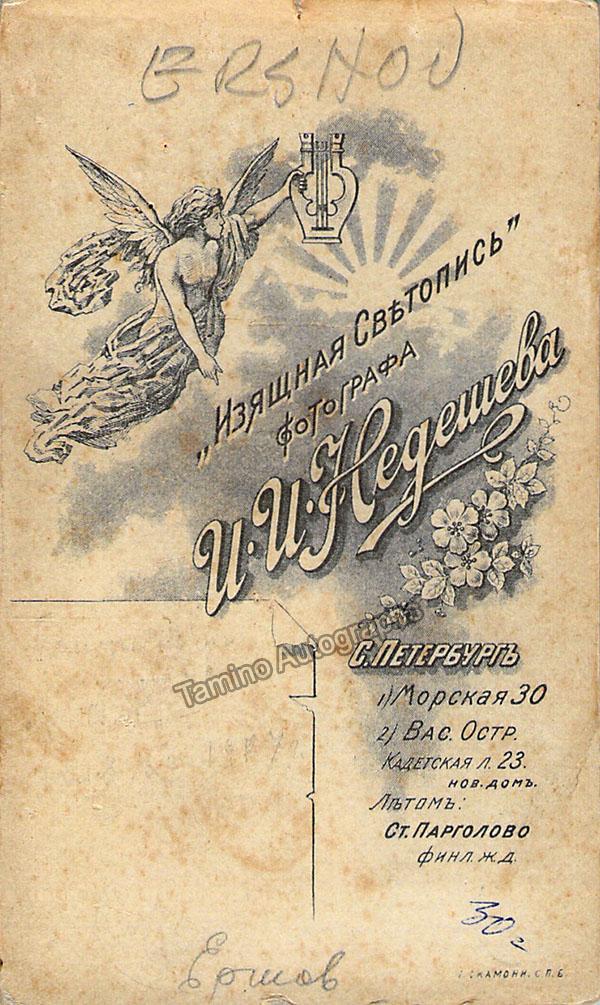 ERSHOV
„Изящная Свѣтопись"
фотографа
И. И. Недешева
С. Петербургъ
Tamino Autographs
1) Морская 30
2) Вас. Остр.
Кадетская л. 23.
нов. домъ.
Лѣтомъ:
Ст. Парголово
финл. ж. д.
30
Ершов
СКАМОНИ. С.П.Б.